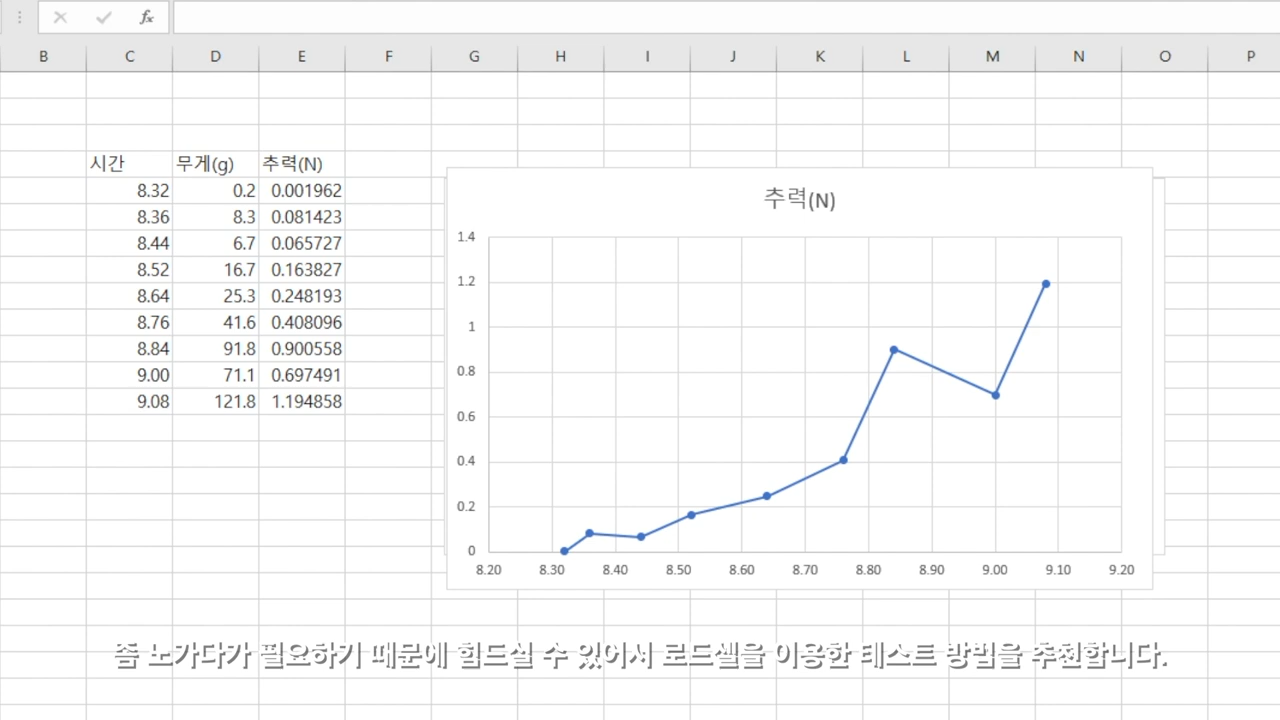 fx
B C D E F G H I J K L M N O P
시간 무게(g) 추력(N)
8.32 0.2 0.001962
8.36 8.3 0.081423
8.44 6.7 0.065727
8.52 16.7 0.163827
8.64 25.3 0.248193
8.76 41.6 0.408096
8.84 91.8 0.900558
9.00 71.1 0.697491
9.08 121.8 1.194858
추력(N)
1.4
1.2
1
0.8
0.6
0.4
0.2
0
8.20 8.30 8.40 8.50 8.60 8.70 8.80 8.90 9.00 9.10 9.20
좀 노가다가 필요하기 때문에 힘드실 수 있어서 로드셀을 이용한 테스트 방법을 추천합니다.